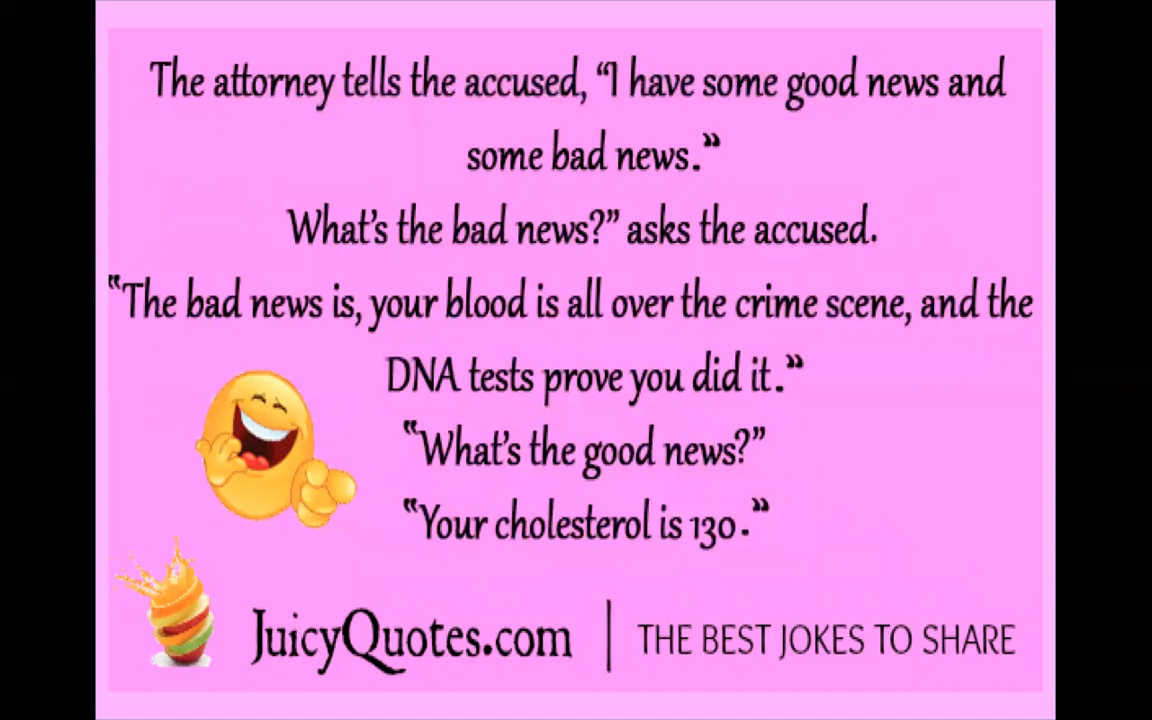 The attorney tells the accused, “I have some good news and
some bad news.”
What’s the bad news?” asks the accused.
“The bad news is, your blood is all over the crime scene, and the
DNA tests prove you did it.”
“What’s the good news?”
“Your cholesterol is 130.”
JuicyQuotes.com | THE BEST JOKES TO SHARE